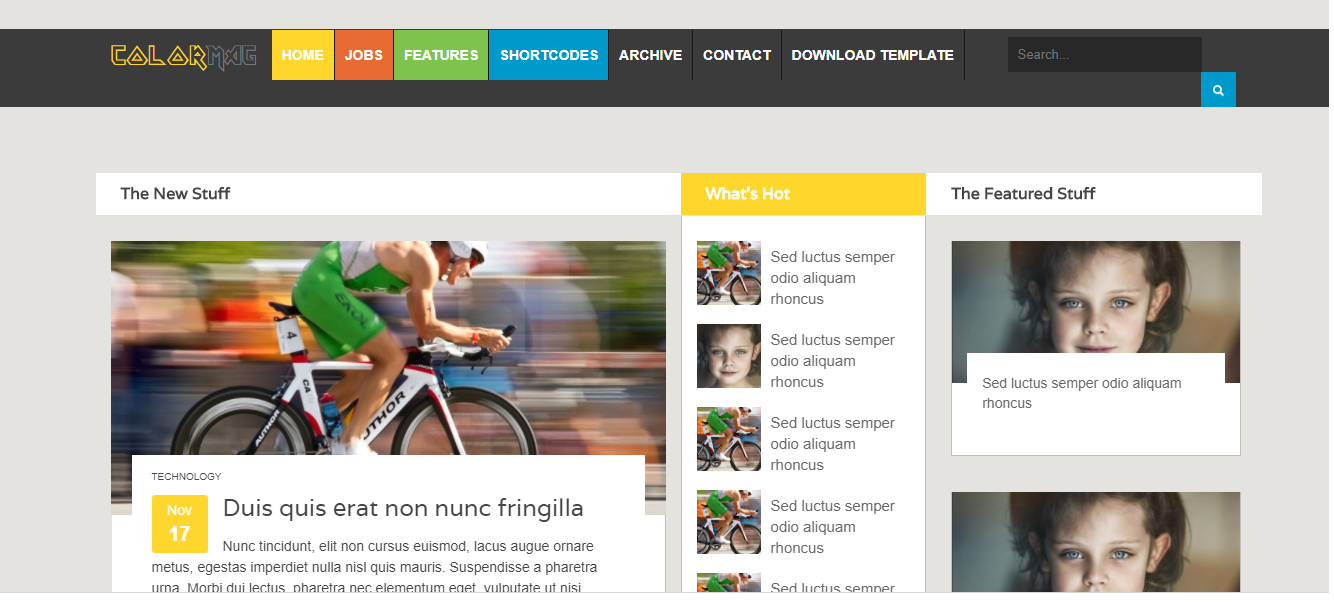 COLORMAG
HOME
JOBS
FEATURES
SHORTCODES
ARCHIVE
CONTACT
DOWNLOAD TEMPLATE
Search...
The New Stuff
What's Hot
The Featured Stuff
4
CA
AUTHOR
AUTHOR
TECHNOLOGY
Nov
17
Duis quis erat non nunc fringilla
Nunc tincidunt, elit non cursus euismod, lacus augue ornare
metus, egestas imperdiet nulla nisl quis mauris. Suspendisse a pharetra
urna. Morbi dui lectus, pharetra nec elementum eget, vulputate ut nisi.
Sed luctus semper
odio aliquam
rhoncus
Sed luctus semper
odio aliquam
rhoncus
Sed luctus semper
odio aliquam
rhoncus
Sed luctus semper
odio aliquam
rhoncus
Sed luctus semper
Sed luctus semper odio aliquam
rhoncus